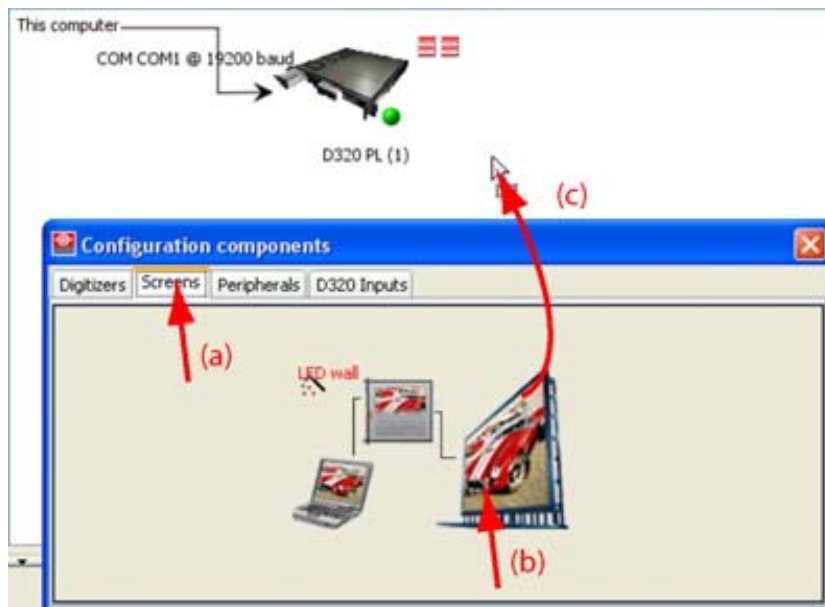 This computer
COM COM1 @ 19200 baud
D320 PL (1)
(c)
Configuration components
Digitizers Screens Peripherals D320 Inputs
(a)
LED wall
(b)